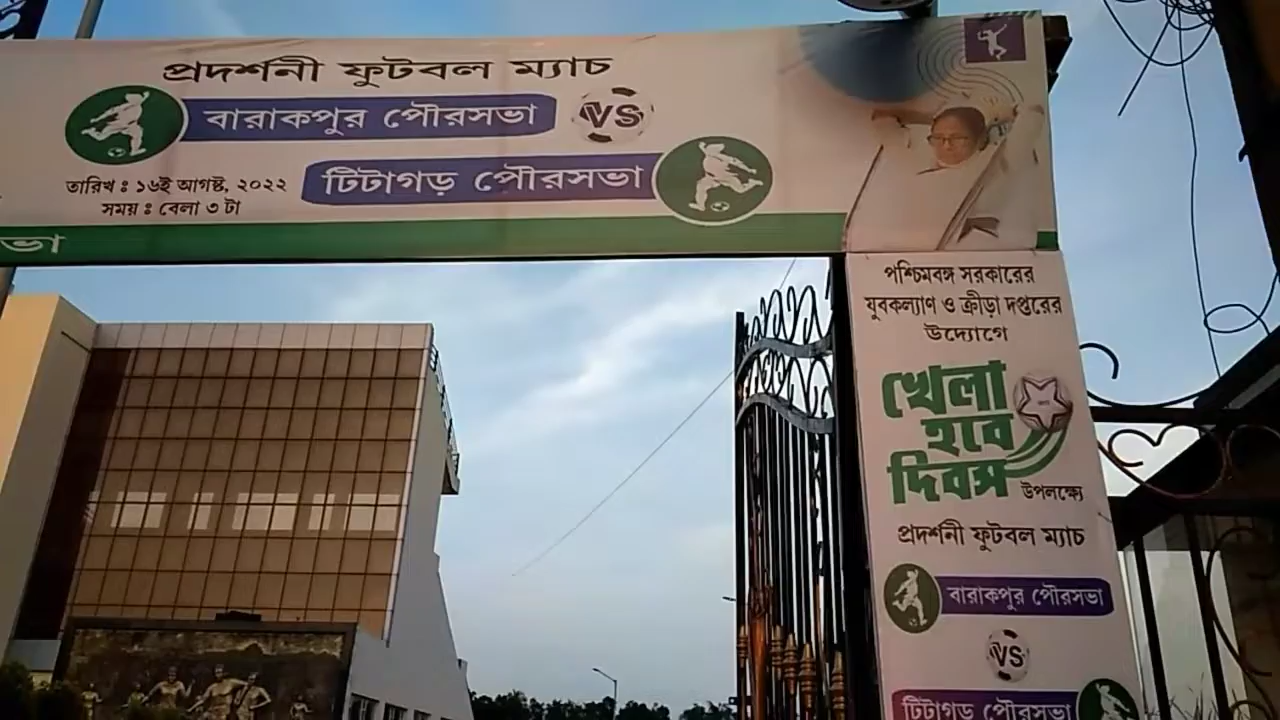 প্রদর্শনী ফুটবল ম্যাচ
বারাকপুর পৌরসভা VS
টিটাগড় পৌরসভা
তারিখ ঃ ১৬ই আগষ্ট, ২০২২
সময় ঃ বেলা ৩ টা
ভা
পশ্চিমবঙ্গ সরকারের
যুবকল্যাণ ও ক্রীড়া দপ্তরের
উদ্যোগে
খেলা
হবে
দিবস
উপলক্ষ্যে
প্রদর্শনী ফুটবল ম্যাচ
বারাকপুর পৌরসভা
VS
টিটাগড় পৌরসভা